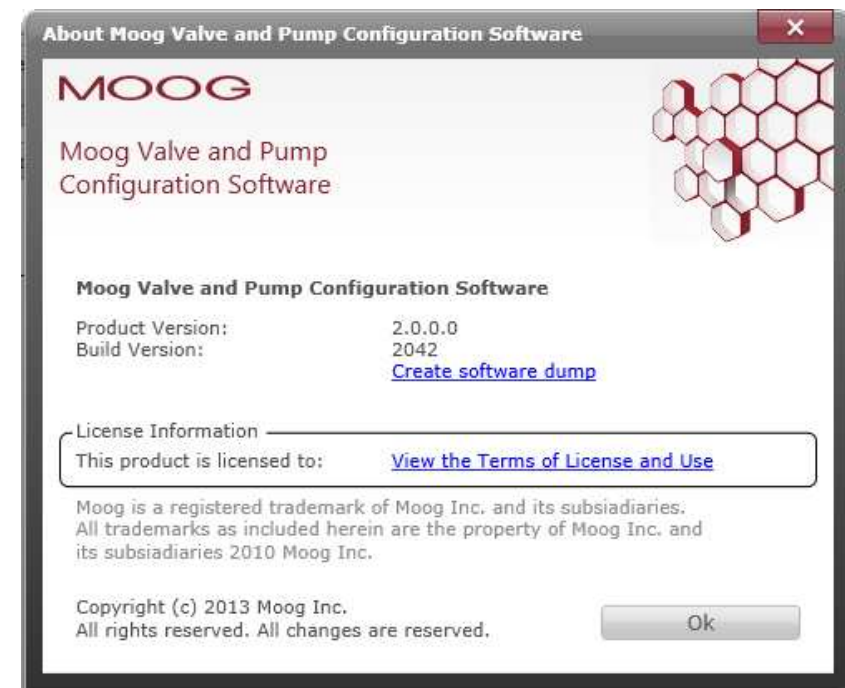 About Moog Valve and Pump Configuration Software
MOOG
Moog Valve and Pump
Configuration Software
Moog Valve and Pump Configuration Software
Product Version: 2.0.0.0
Build Version: 2042
Create software dump
License Information
This product is licensed to: View the Terms of License and Use
Moog is a registered trademark of Moog Inc. and its subsiadiaries.
All trademarks as included herein are the property of Moog Inc. and
its subsiadiaries 2010 Moog Inc.
Copyright (c) 2013 Moog Inc.
All rights reserved. All changes are reserved.
Ok